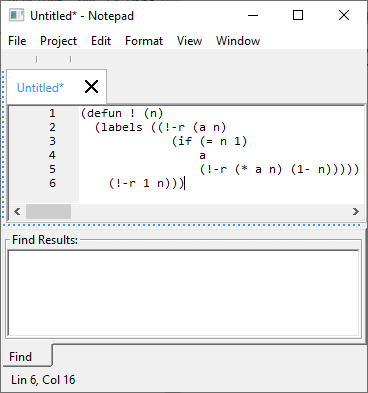 Untitled* - Notepad
File Project Edit Format View Window
Untitled*
1 (defun ! (n)
2   (labels ((!-r (a n)
3              (if (= n 1)
4                  a
5                  (!-r (* a n) (1- n)))))
6     (!-r 1 n)))
Find Results:
Find
Lin 6, Col 16